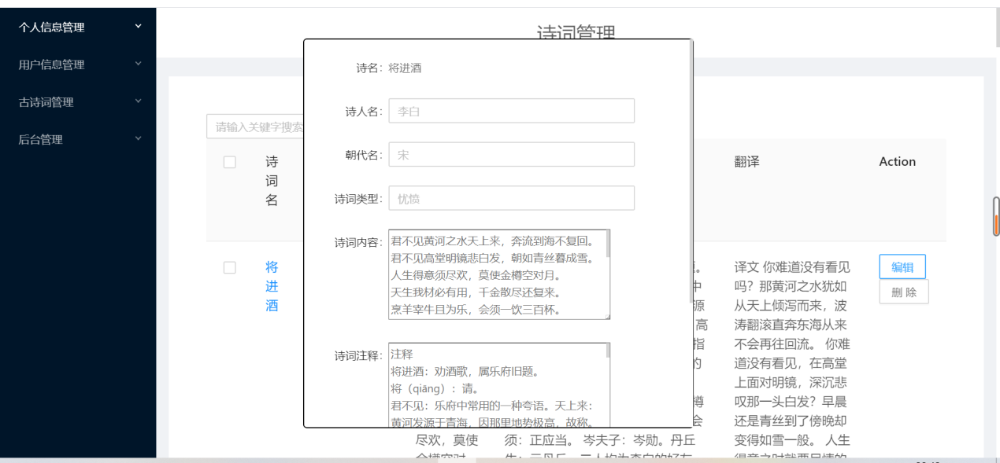 个人信息管理
用户信息管理
古诗词管理
后台管理
诗词管理
请输入关键字搜索
诗名：将进酒
诗人名：李白
朝代名：宋
诗词类型：忧愤
诗词内容：
君不见黄河之水天上来，奔流到海不复回。
君不见高堂明镜悲白发，朝如青丝暮成雪。
人生得意须尽欢，莫使金樽空对月。
天生我材必有用，千金散尽还复来。
烹羊宰牛且为乐，会须一饮三百杯。
诗词注释：
注释
将进酒：劝酒歌，属乐府旧题。
将（qiāng）：请。
君不见：乐府中常用的一种夸语。天上来：
黄河发源于青海，因那里地势极高，故称。
诗
词
名
翻译
Action
将
进
酒
中
源
高
指
的
樽
会
尽欢，莫使
须：正应当。 岑夫子：岑勋。丹丘
生：元丹丘。二人均为李白的好友
译文 你难道没有看见
吗？那黄河之水犹如
从天上倾泻而来，波
涛翻滚直奔东海从来
不会再往回流。 你难
道没有看见，在高堂
上面对明镜，深沉悲
叹那一头白发？早晨
还是青丝到了傍晚却
变得如雪一般。 人生
得意之时就要尽情的
编辑
删 除